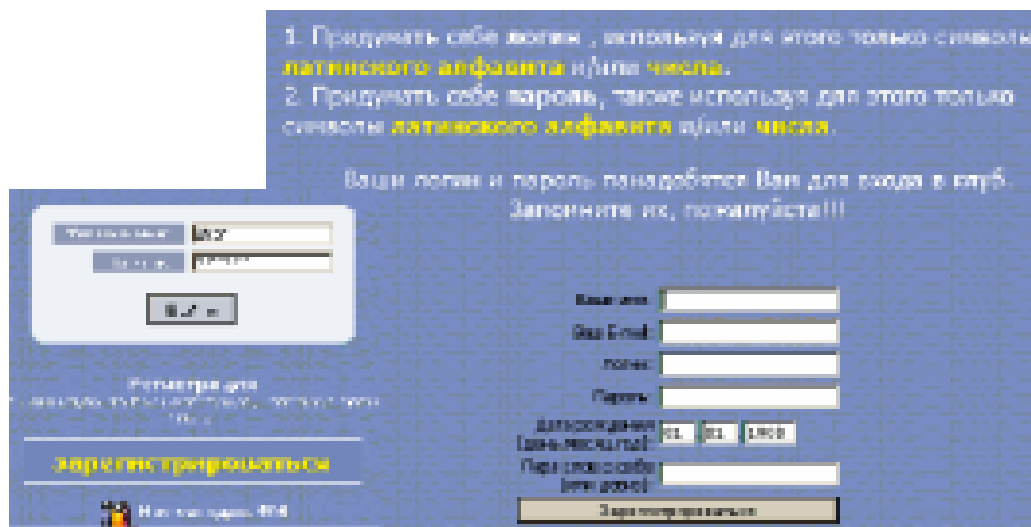 1. Придумать себе логин , используя для этого только символы
латинского алфавита и/или числа.
2. Придумать себе пароль, также используя для этого только
символы латинского алфавита и/или числа.
Ваши логин и пароль понадобятся Вам для входа в клуб.
Запомните их, пожалуйста!!!
Ваше имя:
Ваш E-mail:
Логин:
Пароль:
Дата рождения
(день,месяц,год):
01 01
Пара слов о себе
(или девиз):
Зарегистрироваться
Регистрация
зарегистрироваться